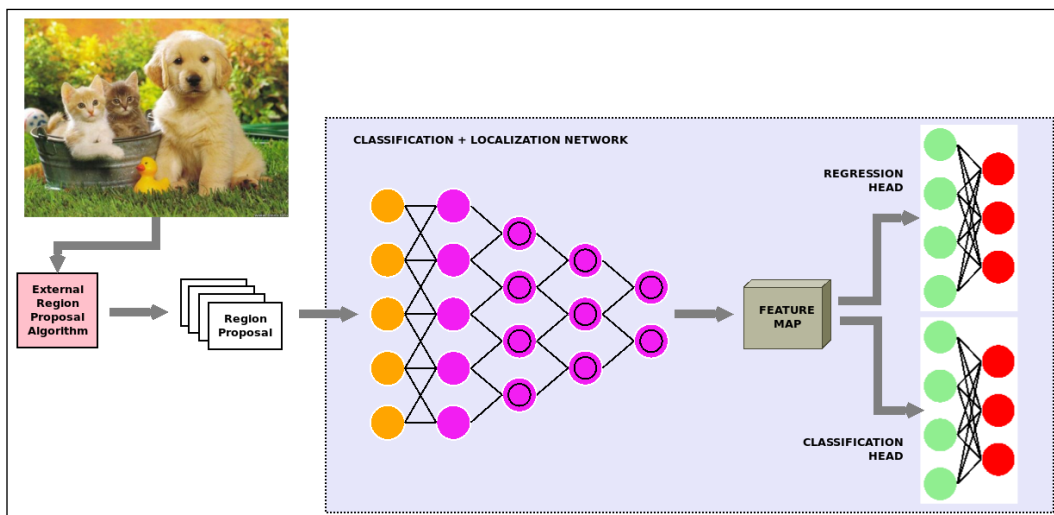 CLASSIFICATION + LOCALIZATION NETWORK
REGRESSION
HEAD
External
Region
Proposal
Algorithm
Region
Proposal
FEATURE
MAP
CLASSIFICATION
HEAD